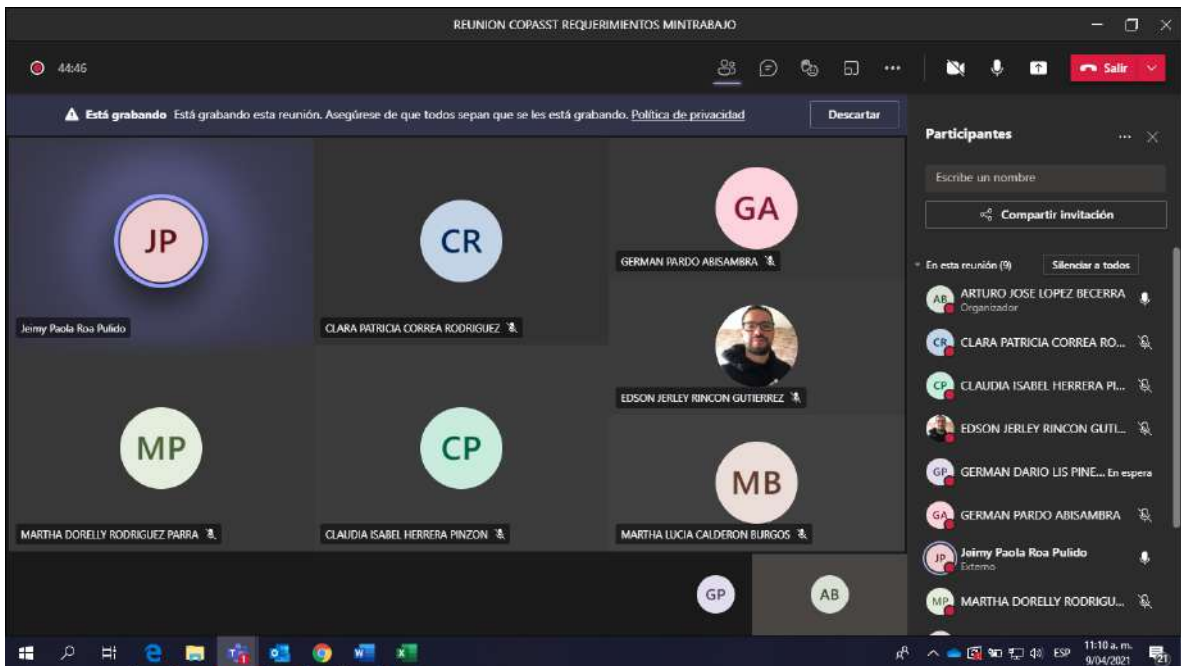 REUNION COPASST REQUERIMIENTOS MINTRABAJO
44:46
Salir
Está grabando Está grabando esta reunión. Asegúrese de que todos sepan que se les está grabando. Política de privacidad
Descartar
JP
Jeimy Paola Roa Pulido
CR
CLARA PATRICIA CORREA RODRIGUEZ
GA
GERMAN PARDO ABISAMBRA
EDSON JERLEY RINCON GUTIERREZ
MP
MARTHA DORELLY RODRIGUEZ PARRA
CP
CLAUDIA ISABEL HERRERA PINZON
MB
MARTHA LUCIA CALDERON BURGOS
GP
AB
Participantes
Escribe un nombre
Compartir invitación
En esta reunión (9)
Silenciar a todos
AB ARTURO JOSE LOPEZ BECERRA
Organizador
CR CLARA PATRICIA CORREA RO...
CP CLAUDIA ISABEL HERRERA PI...
EDSON JERLEY RINCON GUTI...
GP GERMAN DARIO LIS PINE... En espera
GA GERMAN PARDO ABISAMBRA
JP Jeimy Paola Roa Pulido
Externo
MP MARTHA DORELLY RODRIGU...
ESP
11:10 a. m.
9/04/2021
21